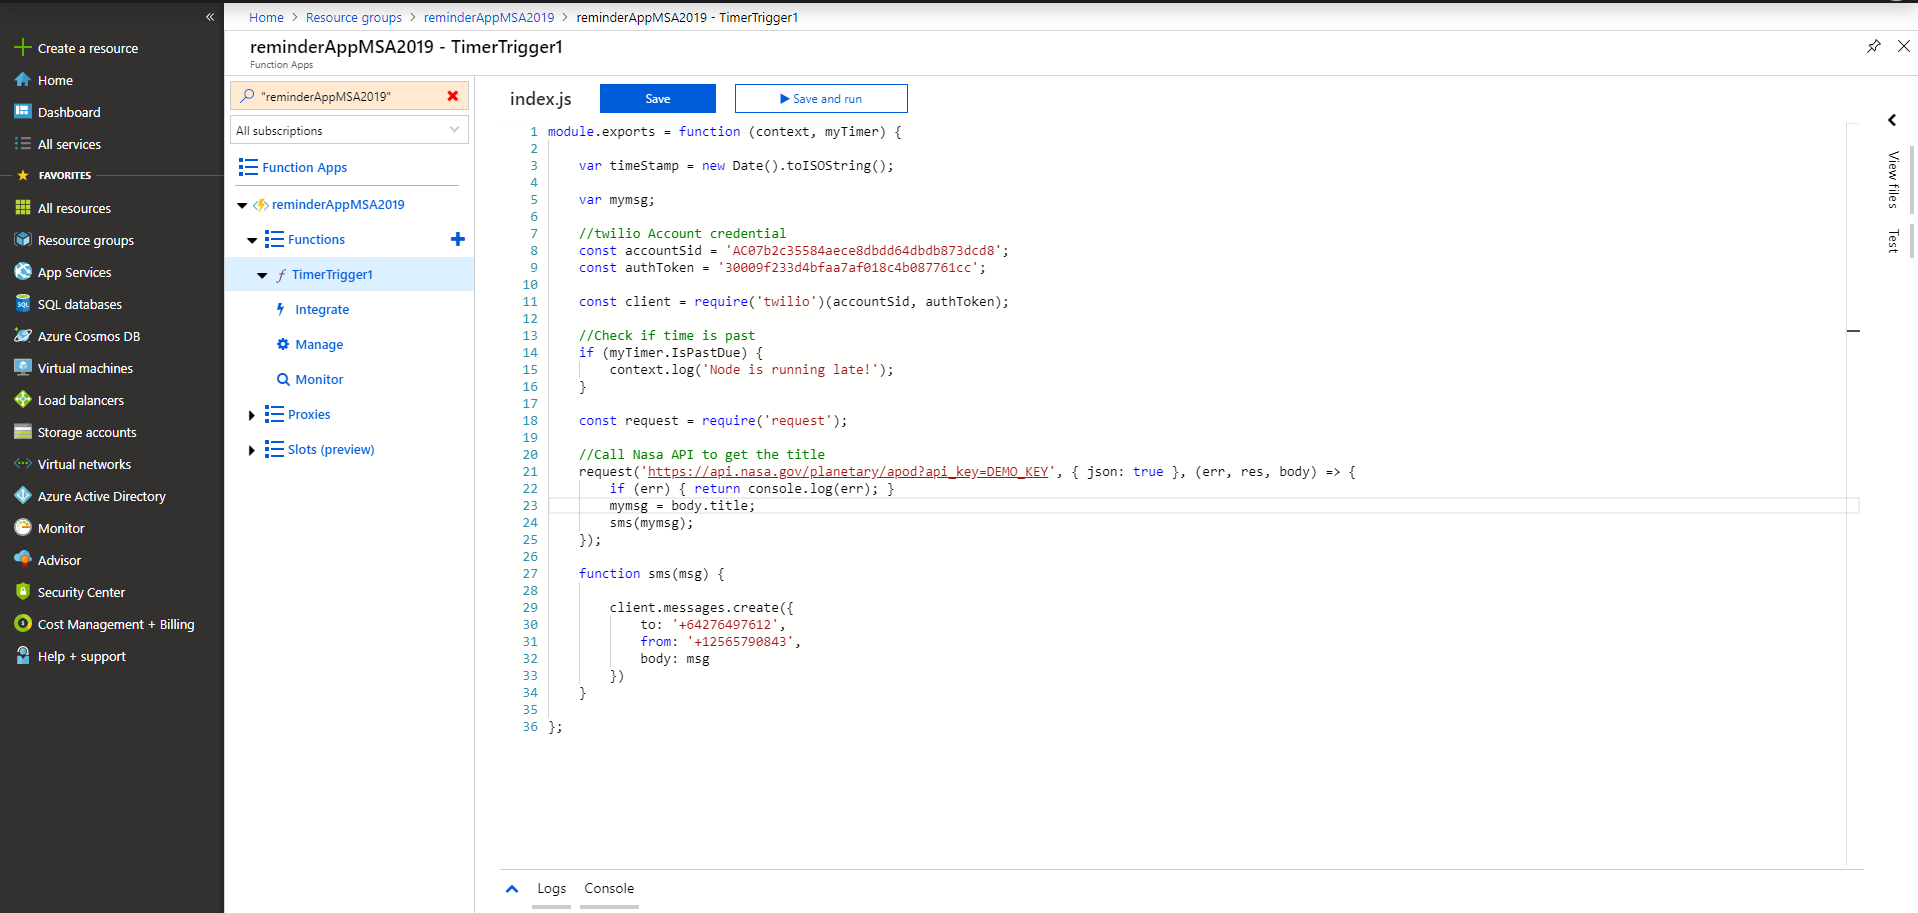 Home > Resource groups > reminderAppMSA2019 > reminderAppMSA2019 - TimerTrigger1
reminderAppMSA2019 - TimerTrigger1
Function Apps
Create a resource
Home
Dashboard
All services
FAVORITES
All resources
Resource groups
App Services
SQL databases
Azure Cosmos DB
Virtual machines
Load balancers
Storage accounts
Virtual networks
Azure Active Directory
Monitor
Advisor
Security Center
Cost Management + Billing
Help + support
"reminderAppMSA2019"
All subscriptions
Function Apps
reminderAppMSA2019
Functions
TimerTrigger1
Integrate
Manage
Monitor
Proxies
Slots (preview)
index.js
Save
Save and run
1 module.exports = function (context, myTimer) {
2
3     var timeStamp = new Date().toISOString();
4
5     var mymsg;
6
7     //twilio Account credential
8     const accountSid = 'AC07b2c35584aece8dbdd64dbdb873dcd8';
9     const authToken = '30009f233d4bfaa7af018c4b087761cc';
10
11     const client = require('twilio')(accountSid, authToken);
12
13     //Check if time is past
14     if (myTimer.IsPastDue) {
15         context.log('Node is running late!');
16     }
17
18     const request = require('request');
19
20     //Call Nasa API to get the title
21     request('https://api.nasa.gov/planetary/apod?api_key=DEMO_KEY', { json: true }, (err, res, body) => {
22         if (err) { return console.log(err); }
23         mymsg = body.title;
24         sms(mymsg);
25     });
26
27     function sms(msg) {
28
29         client.messages.create({
30             to: '+64276497612',
31             from: '+12565790843',
32             body: msg
33         })
34     }
35
36 };
View files
Test
Logs
Console